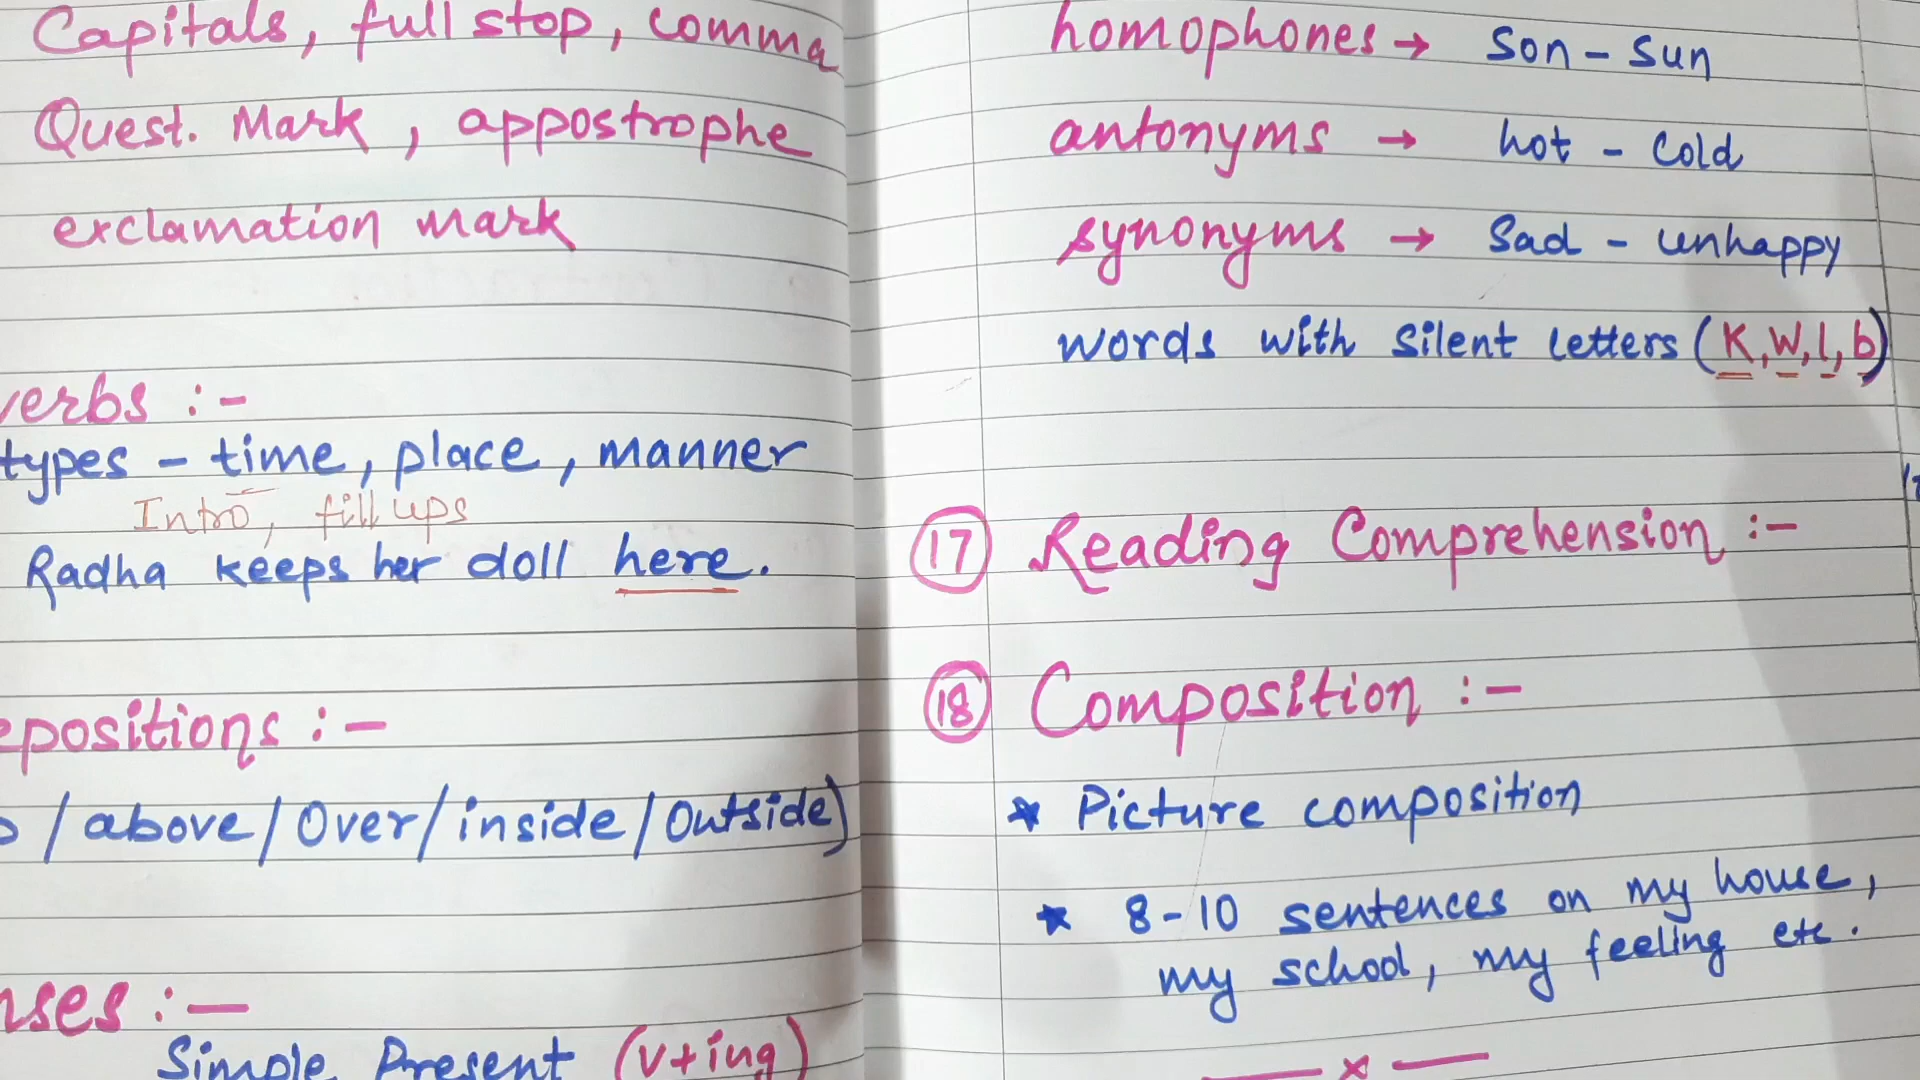 Capitals, full stop, comma
Quest. Mark, appostrophe
exclamation mark
verbs :-
types - time, place, manner
Intro, fill ups
Radha keeps her doll here.
epositions :-
/ above / Over / inside / Outside)
nses :-
Simple Present (v+ing)
homophones → Son - Sun
antonyms → hot - Cold
synonyms → Sad - unhappy
words with silent letters (K, W, l, b)
17 Reading Comprehension :-
18 Composition :-
* Picture composition
* 8-10 sentences on my house,
my school, my feeling etc.
x